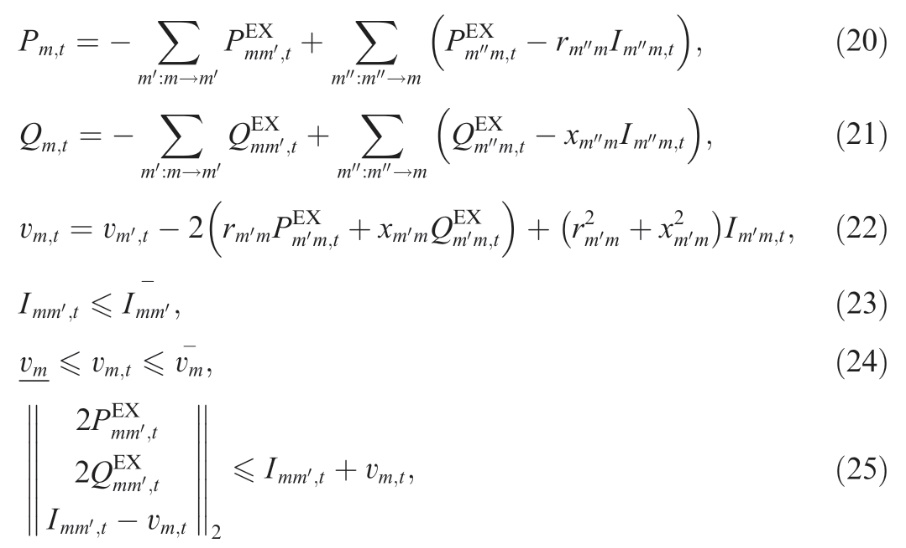 P_{m,t} = − ∑_{m′:m→m′} P^{EX}_{mm′,t} + ∑_{m″:m″→m} ( P^{EX}_{m″m,t} − r_{m″m} I_{m″m,t} ), (20)
Q_{m,t} = − ∑_{m′:m→m′} Q^{EX}_{mm′,t} + ∑_{m″:m″→m} ( Q^{EX}_{m″m,t} − x_{m″m} I_{m″m,t} ), (21)
v_{m,t} = v_{m′,t} − 2( r_{m′m} P^{EX}_{m′m,t} + x_{m′m} Q^{EX}_{m′m,t} ) + ( r^2_{m′m} + x^2_{m′m} ) I_{m′m,t}, (22)
I_{mm′,t} ⩽ \bar{I_{mm′}}, (23)
\underline{v_m} ⩽ v_{m,t} ⩽ \bar{v_m}, (24)
‖ 2P^{EX}_{mm′,t}
2Q^{EX}_{mm′,t}
I_{mm′,t} − v_{m,t} ‖_2 ⩽ I_{mm′,t} + v_{m,t}, (25)